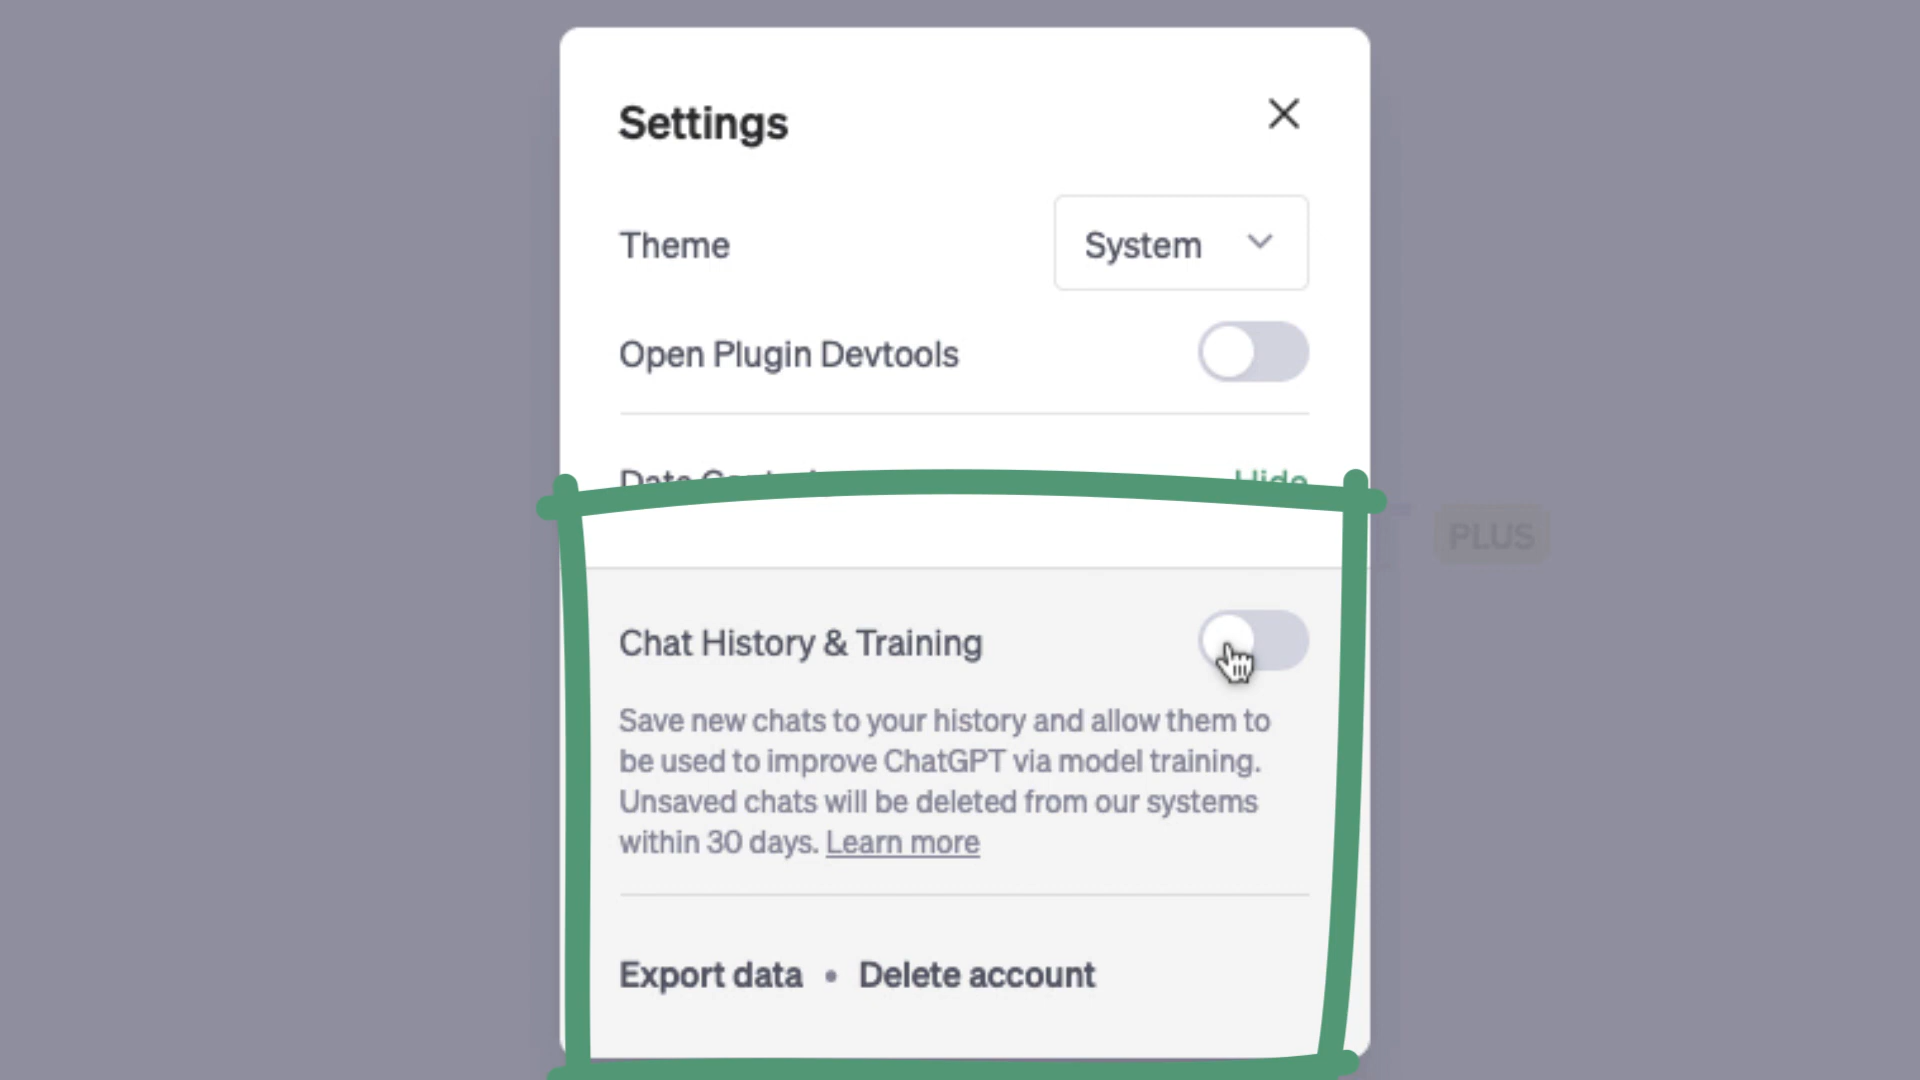 Settings
Theme
System
Open Plugin Devtools
Data
Hide
PLUS
Chat History & Training
Save new chats to your history and allow them to
be used to improve ChatGPT via model training.
Unsaved chats will be deleted from our systems
within 30 days. Learn more
Export data • Delete account